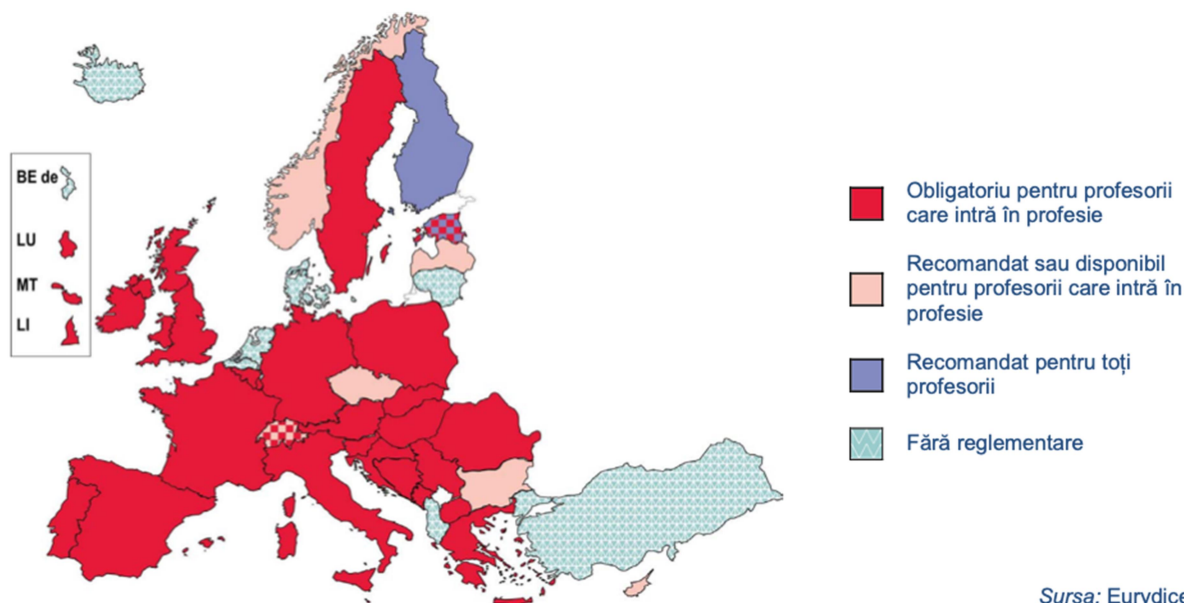 BE de
LU
MT
LI
Obligatoriu pentru profesorii
care intră în profesie
Recomandat sau disponibil
pentru profesorii care intră în
profesie
Recomandat pentru toți
profesorii
Fără reglementare
Sursa: Eurydice